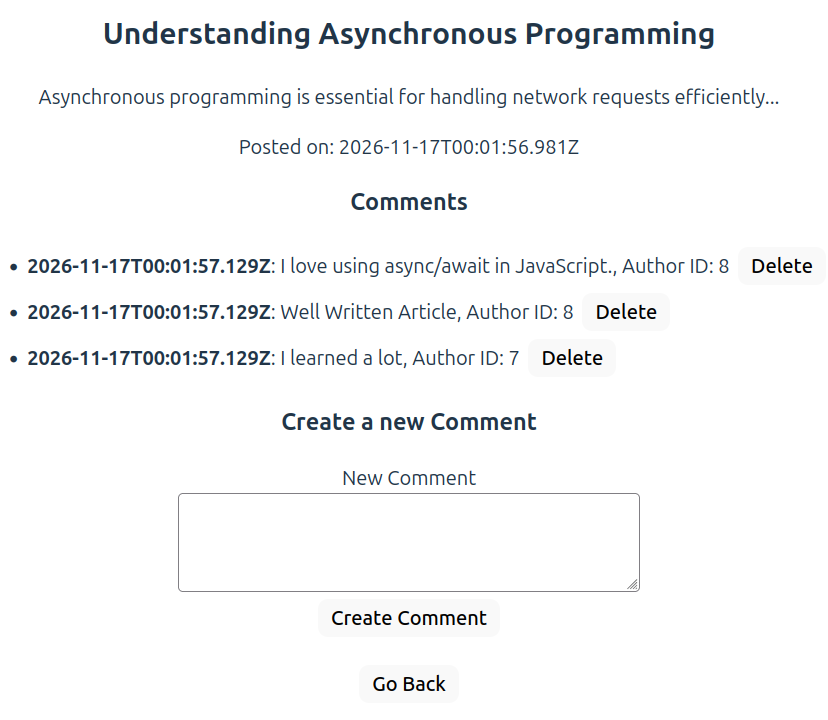 Understanding Asynchronous Programming
Asynchronous programming is essential for handling network requests efficiently...
Posted on: 2026-11-17T00:01:56.981Z
Comments
• 2026-11-17T00:01:57.129Z: I love using async/await in JavaScript., Author ID: 8 Delete
• 2026-11-17T00:01:57.129Z: Well Written Article, Author ID: 8 Delete
• 2026-11-17T00:01:57.129Z: I learned a lot, Author ID: 7 Delete
Create a new Comment
New Comment
Create Comment
Go Back